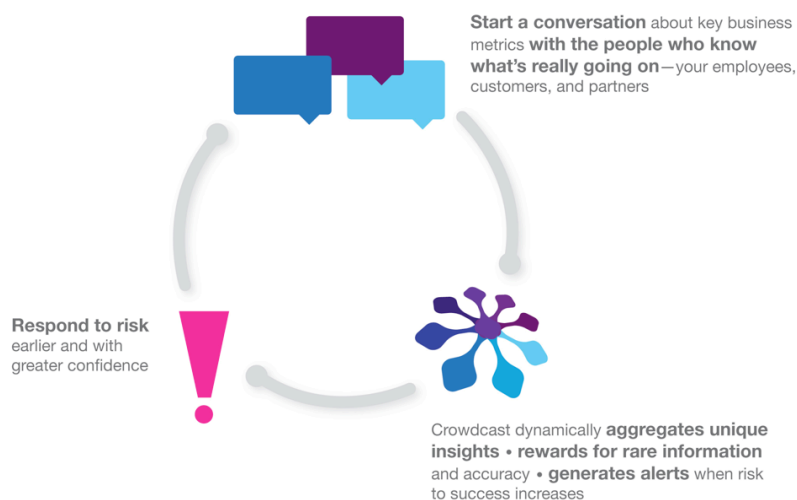 Start a conversation about key business
metrics with the people who know
what's really going on—your employees,
customers, and partners
Respond to risk
earlier and with
greater confidence
Crowdcast dynamically aggregates unique
insights • rewards for rare information
and accuracy • generates alerts when risk
to success increases